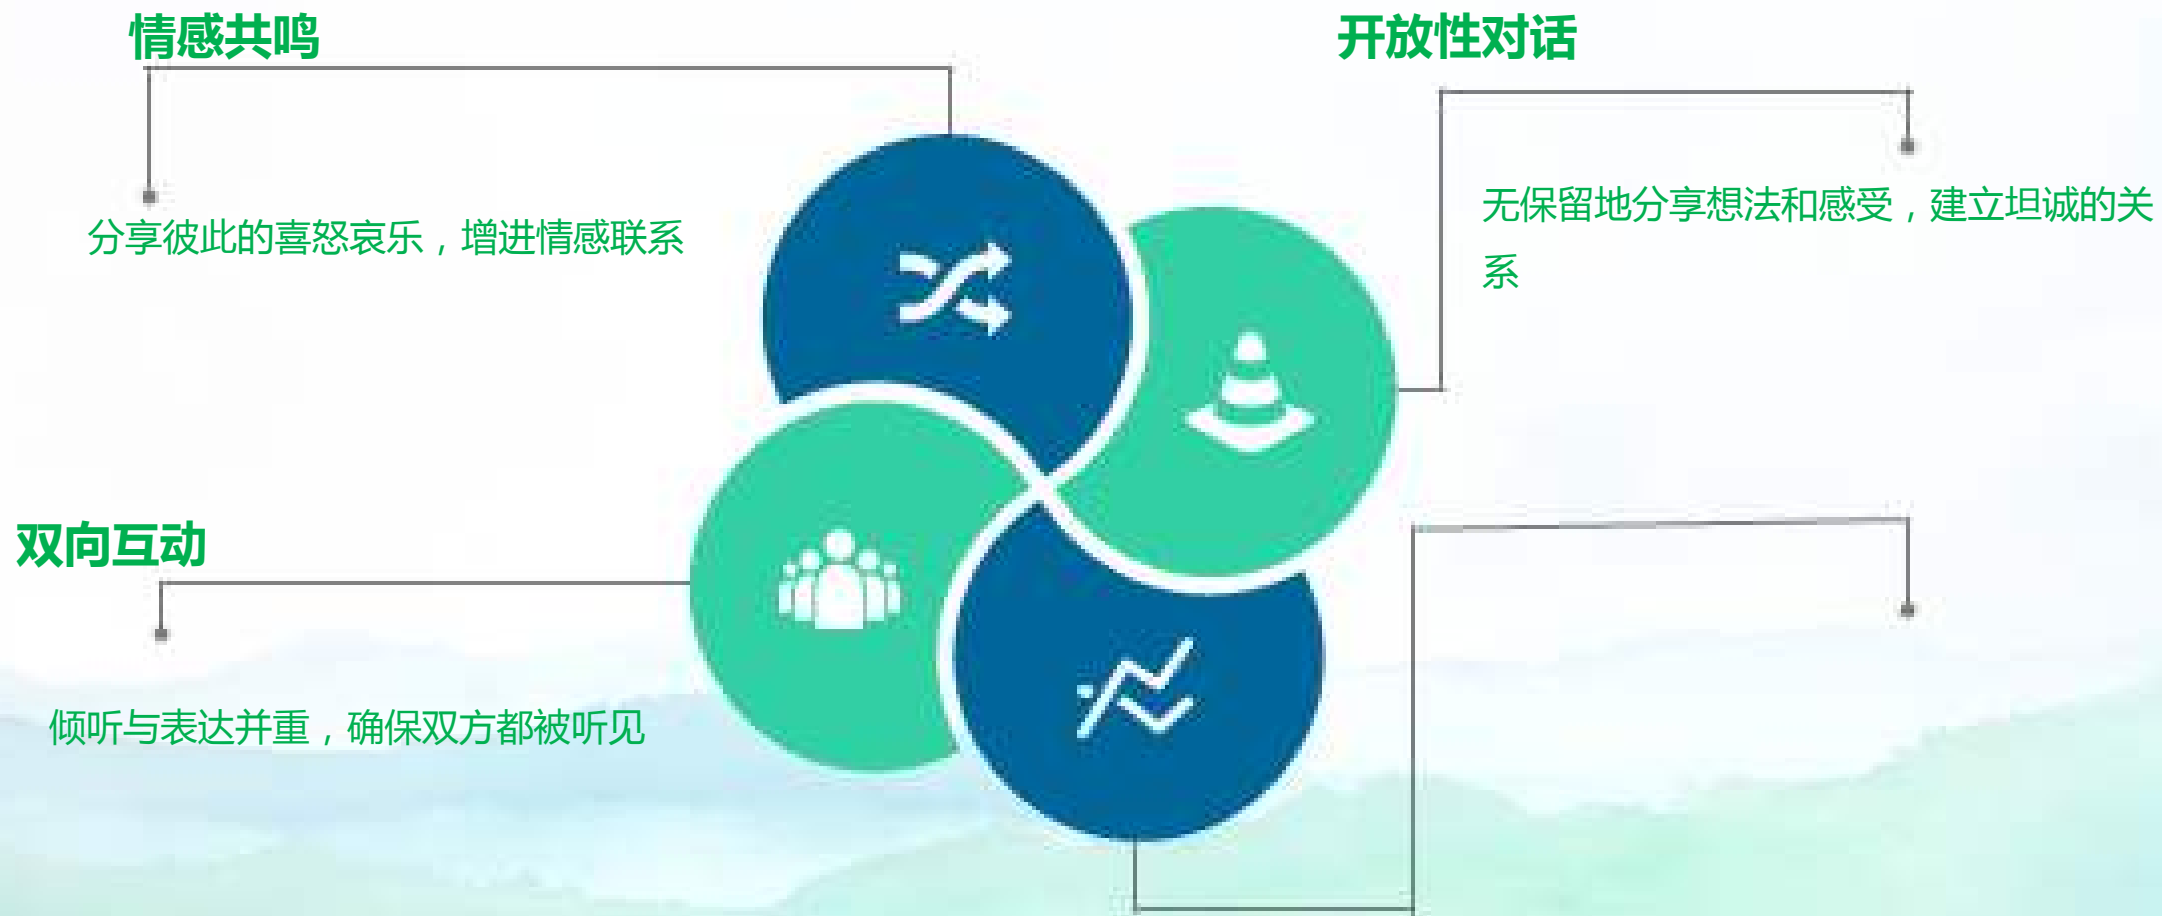 情感共鸣
分享彼此的喜怒哀乐，增进情感联系
开放性对话
无保留地分享想法和感受，建立坦诚的关
系
双向互动
倾听与表达并重，确保双方都被听见